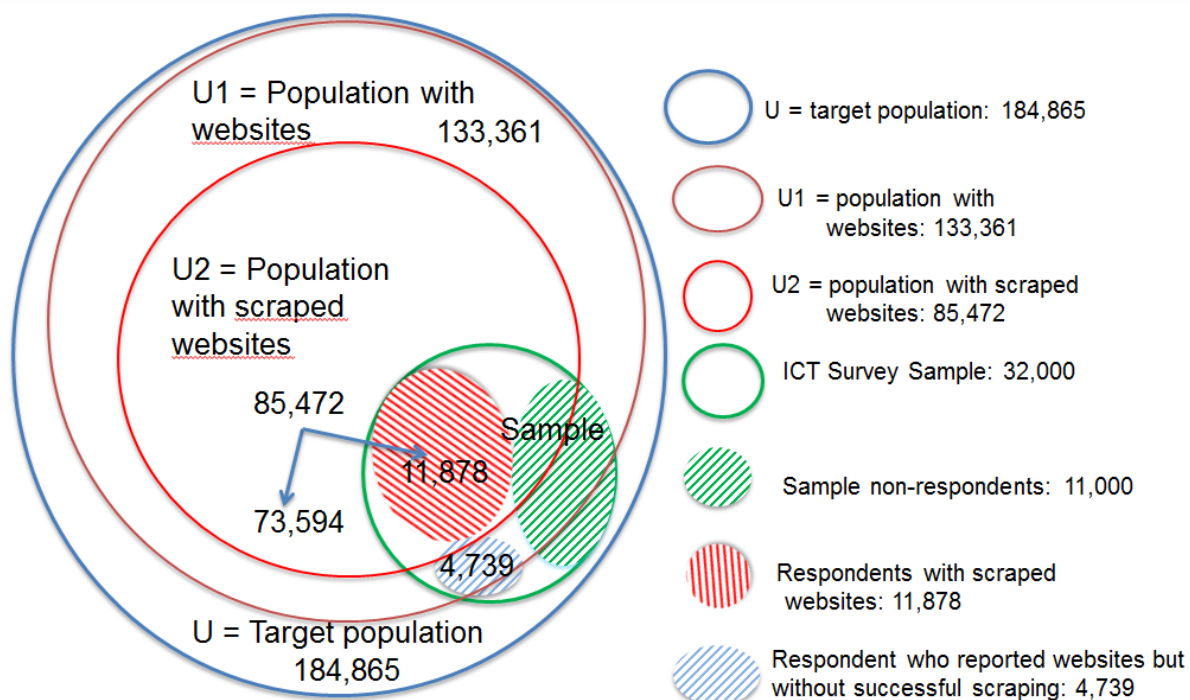 U1 = Population with
websites
133,361
U2 = Population
with scraped
websites
85,472
Sample
11,878
73,594
4,739
U = Target population
184,865
U = target population: 184,865
U1 = population with
websites: 133,361
U2 = population with scraped
websites: 85,472
ICT Survey Sample: 32,000
Sample non-respondents: 11,000
Respondents with scraped
websites: 11,878
Respondent who reported websites but
without successful scraping: 4,739